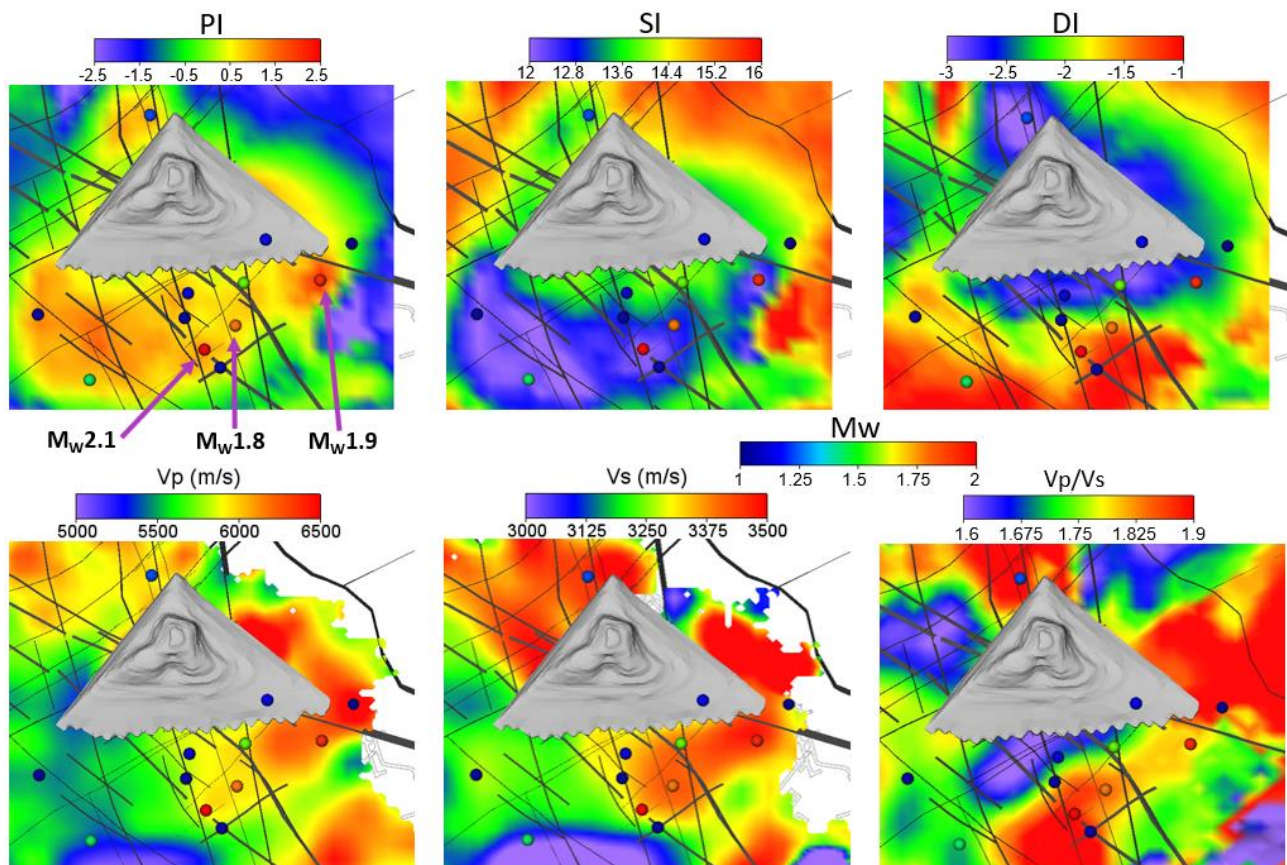 PI SI DI
-2.5 -1.5 -0.5 0.5 1.5 2.5 12 12.8 13.6 14.4 15.2 16 -3 -2.5 -2 -1.5 -1
MW2.1 MW1.8 MW1.9
Mw
1 1.25 1.5 1.75 2
Vp (m/s) Vs (m/s) Vp/Vs
5000 5500 6000 6500 3000 3125 3250 3375 3500 1.6 1.675 1.75 1.825 1.9